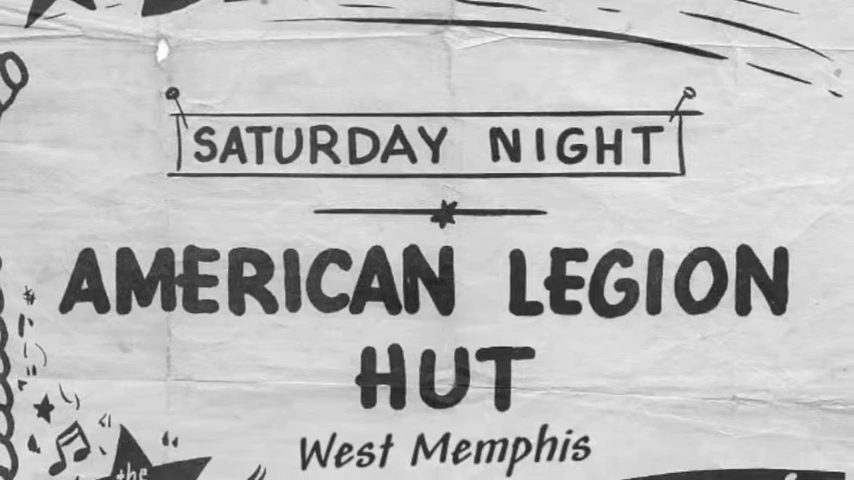 SATURDAY NIGHT
AMERICAN LEGION
HUT
West Memphis
the